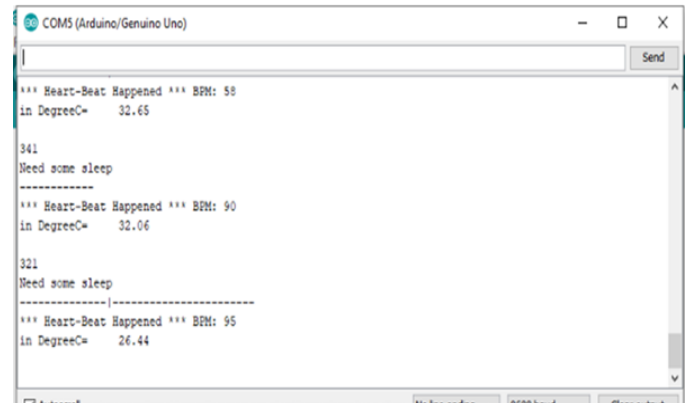 COM5 (Arduino/Genuino Uno)
Send
*** Heart-Beat Happened *** BPM: 58
in DegreeC= 32.65
341
Need some sleep
------------
*** Heart-Beat Happened *** BPM: 90
in DegreeC= 32.06
321
Need some sleep
--------------|-----------------------
*** Heart-Beat Happened *** BPM: 95
in DegreeC= 26.44